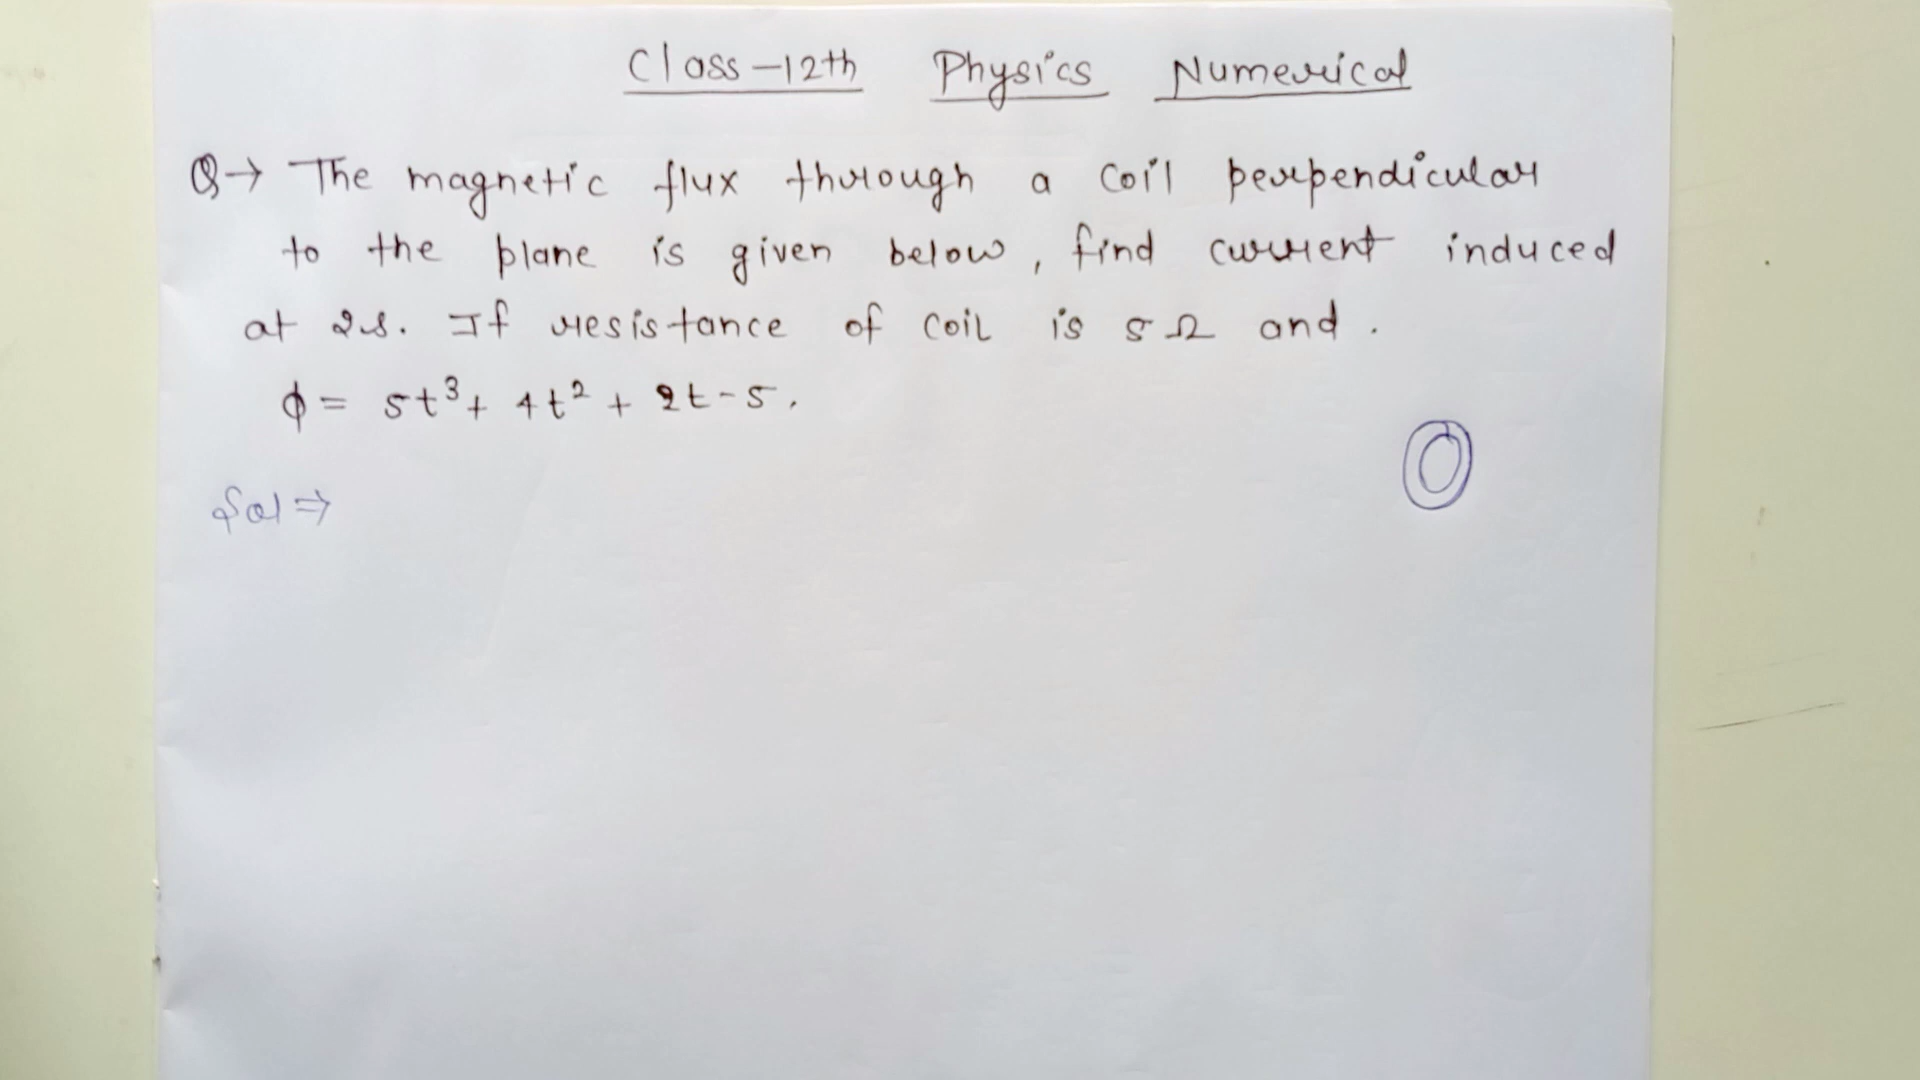 Class-12th Physics Numerical
Q→ The magnetic flux through a coil perpendicular
to the plane is given below, find current induced
at 2s. If resistance of coil is 5Ω and.
ϕ = 5t³ + 4t² + 2t - 5.
Sol ⇒